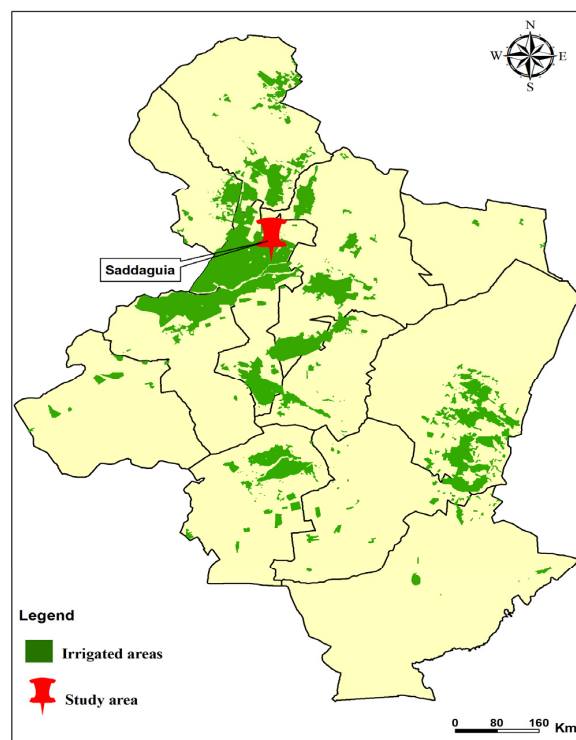 N
W E
S
Saddaguia
Legend
Irrigated areas
Study area
0 80 160
Km